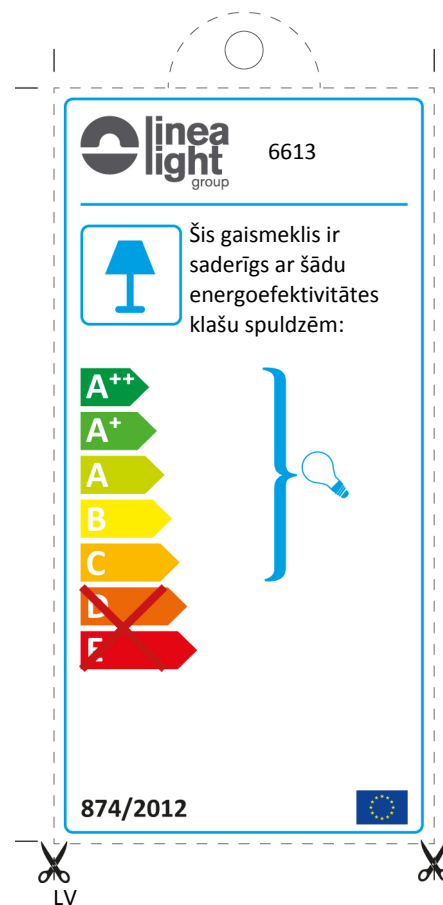 linea
light
group
6613
Šis gaismeklis ir
saderīgs ar šādu
energoefektivitātes
klašu spuldzēm:
A++
A+
A
B
C
D
E
874/2012
LV